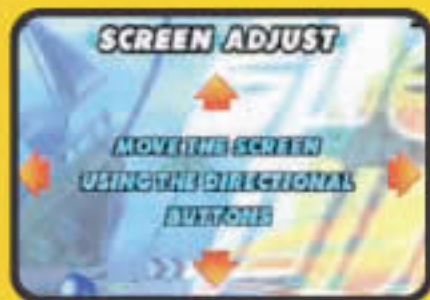 SCREEN ADJUST
MOVE THE SCREEN
USING THE DIRECTIONAL
BUTTONS